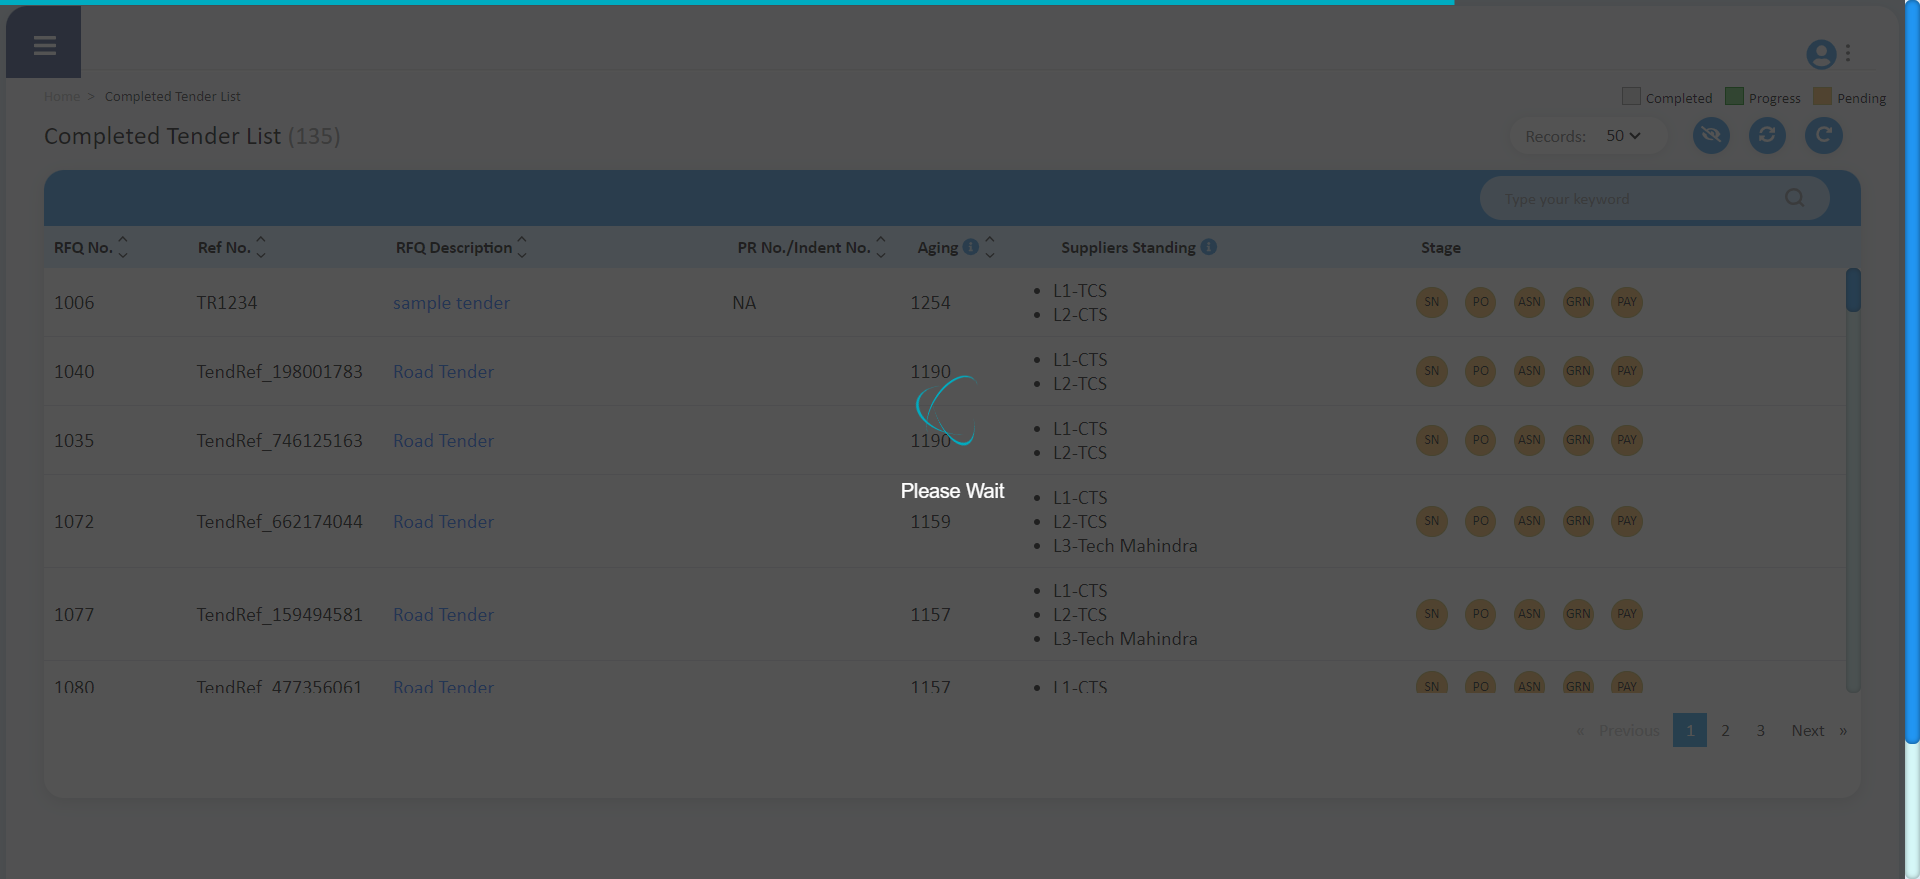 Home > Completed Tender List
Completed Progress Pending
Completed Tender List (135)
Records: 50
Type your keyword
RFQ No. Ref No. RFQ Description PR No./Indent No. Aging Suppliers Standing Stage
1006 TR1234 sample tender NA 1254
L1-TCS
L2-CTS
SN PO ASN GRN PAY
1040 TendRef_198001783 Road Tender 1190
L1-CTS
L2-TCS
SN PO ASN GRN PAY
1035 TendRef_746125163 Road Tender 1190
L1-CTS
L2-TCS
SN PO ASN GRN PAY
Please Wait
1072 TendRef_662174044 Road Tender 1159
L1-CTS
L2-TCS
L3-Tech Mahindra
SN PO ASN GRN PAY
1077 TendRef_159494581 Road Tender 1157
L1-CTS
L2-TCS
L3-Tech Mahindra
SN PO ASN GRN PAY
1080 TendRef_477356061 Road Tender 1157
L1-CTS
SN PO ASN GRN PAY
« Previous 1 2 3 Next »